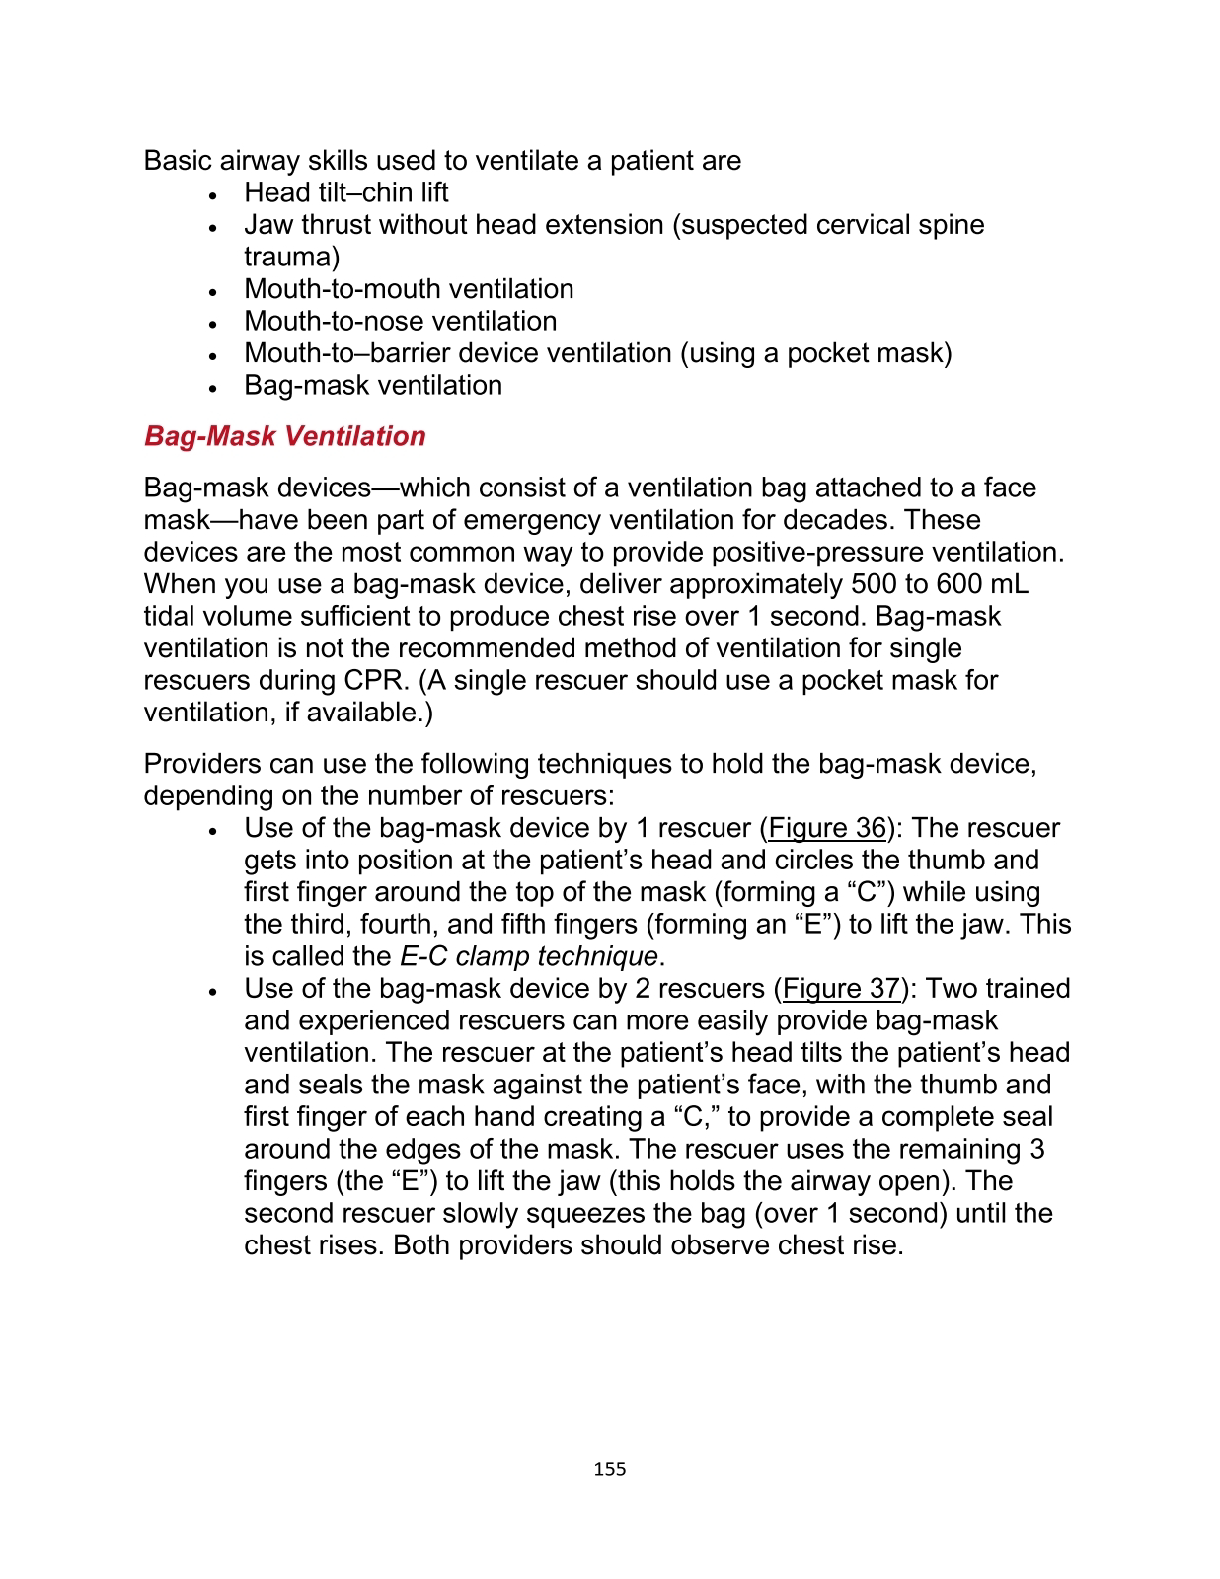 Basic airway skills used to ventilate a patient are
• Head tilt–chin lift
• Jaw thrust without head extension (suspected cervical spine
trauma)
• Mouth-to-mouth ventilation
• Mouth-to-nose ventilation
• Mouth-to–barrier device ventilation (using a pocket mask)
• Bag-mask ventilation
Bag-Mask Ventilation
Bag-mask devices—which consist of a ventilation bag attached to a face
mask—have been part of emergency ventilation for decades. These
devices are the most common way to provide positive-pressure ventilation.
When you use a bag-mask device, deliver approximately 500 to 600 mL
tidal volume sufficient to produce chest rise over 1 second. Bag-mask
ventilation is not the recommended method of ventilation for single
rescuers during CPR. (A single rescuer should use a pocket mask for
ventilation, if available.)
Providers can use the following techniques to hold the bag-mask device,
depending on the number of rescuers:
• Use of the bag-mask device by 1 rescuer (Figure 36): The rescuer
gets into position at the patient’s head and circles the thumb and
first finger around the top of the mask (forming a “C”) while using
the third, fourth, and fifth fingers (forming an “E”) to lift the jaw. This
is called the E-C clamp technique.
• Use of the bag-mask device by 2 rescuers (Figure 37): Two trained
and experienced rescuers can more easily provide bag-mask
ventilation. The rescuer at the patient’s head tilts the patient’s head
and seals the mask against the patient’s face, with the thumb and
first finger of each hand creating a “C,” to provide a complete seal
around the edges of the mask. The rescuer uses the remaining 3
fingers (the “E”) to lift the jaw (this holds the airway open). The
second rescuer slowly squeezes the bag (over 1 second) until the
chest rises. Both providers should observe chest rise.
155